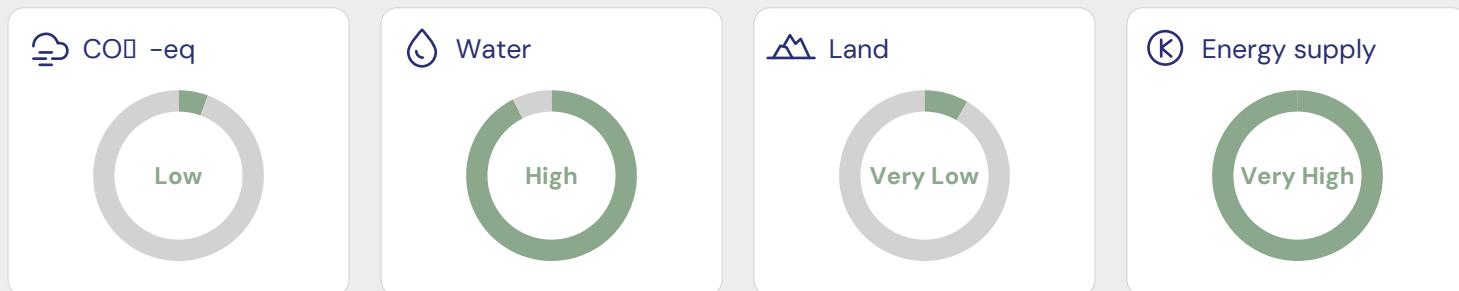 CO▯ -eq
Water
Land
Energy supply
Low
High
Very Low
Very High